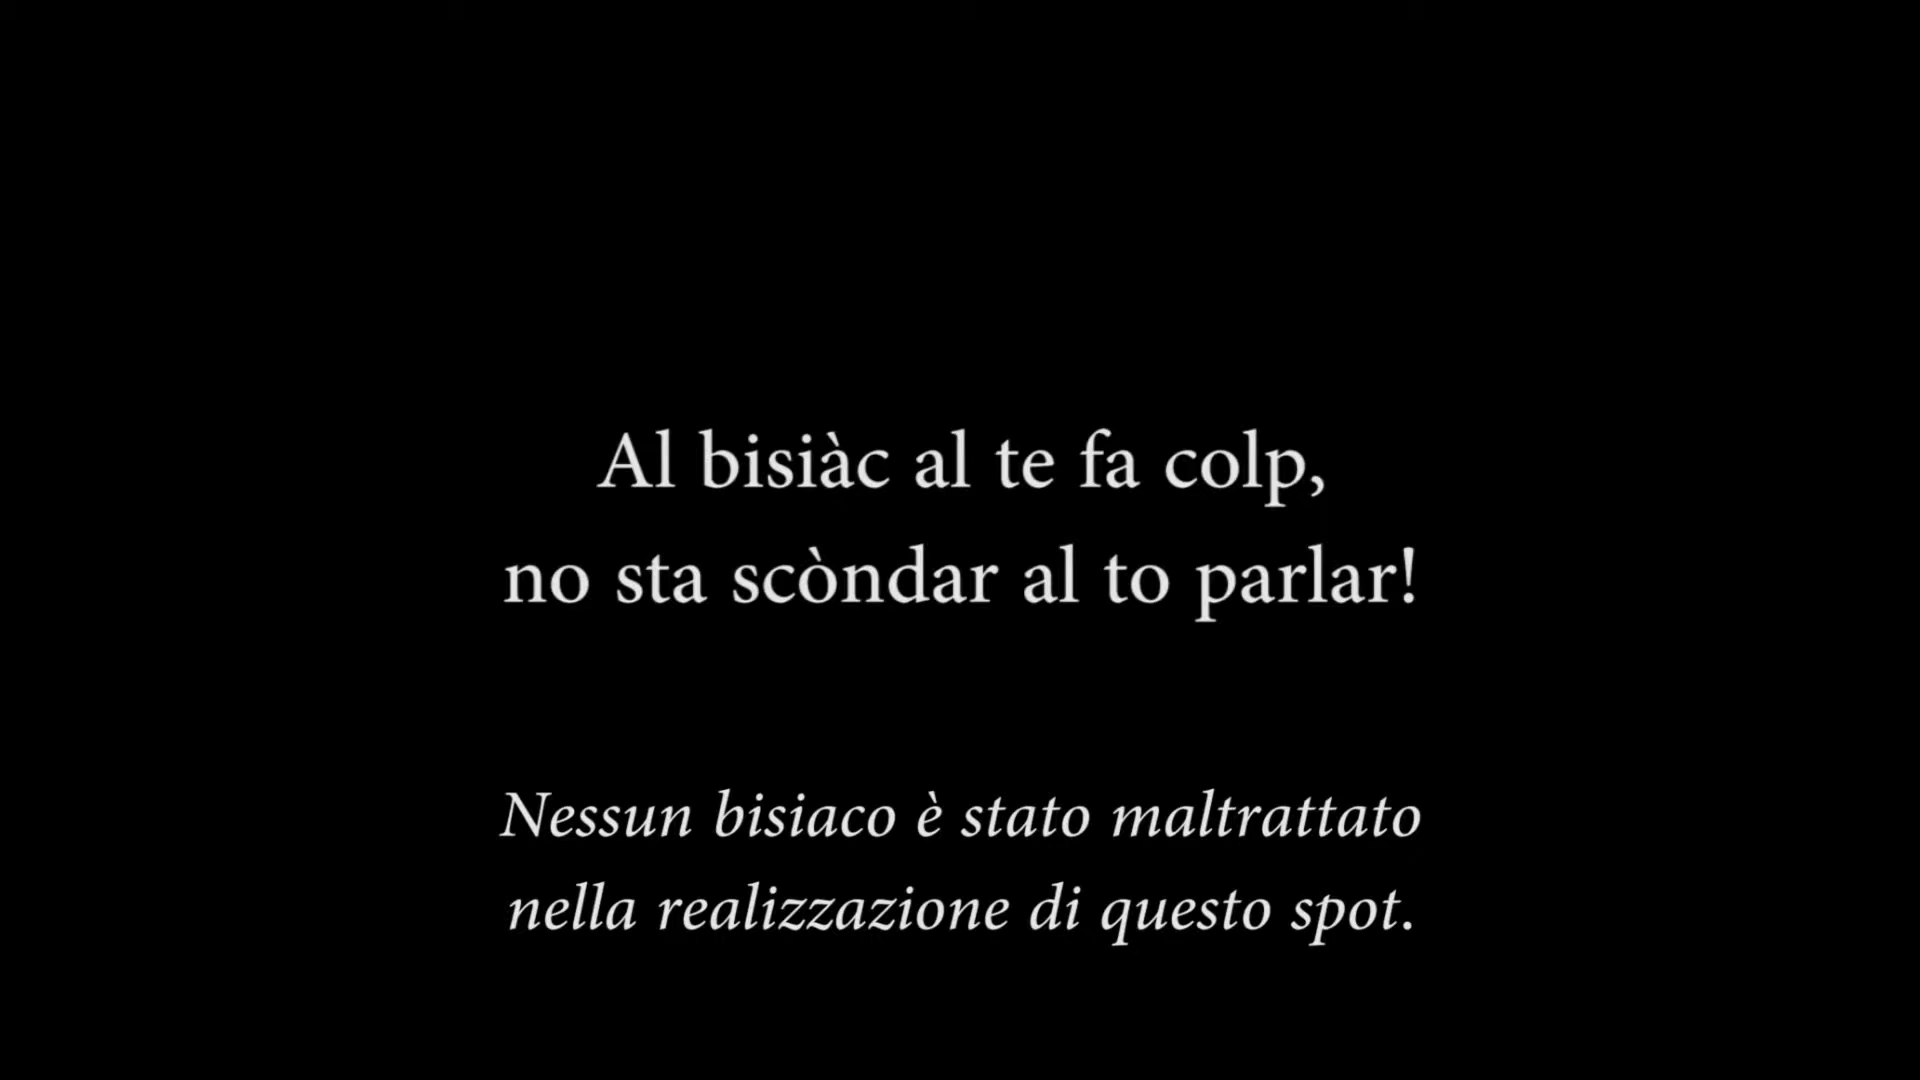 Al bisiàc al te fa colp,
no sta scòndar al to parlar!
Nessun bisiaco è stato maltrattato
nella realizzazione di questo spot.